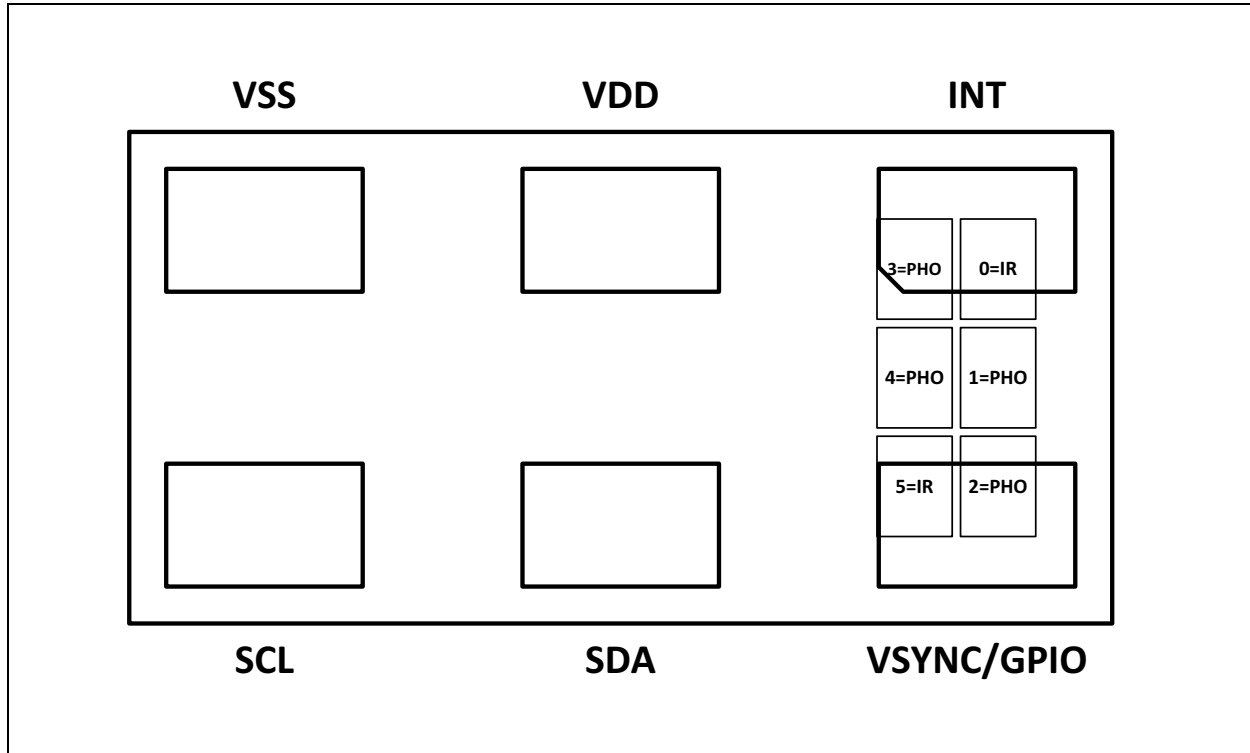 VSS VDD INT
3=PHO 0=IR
4=PHO 1=PHO
5=IR 2=PHO
SCL SDA VSYNC/GPIO